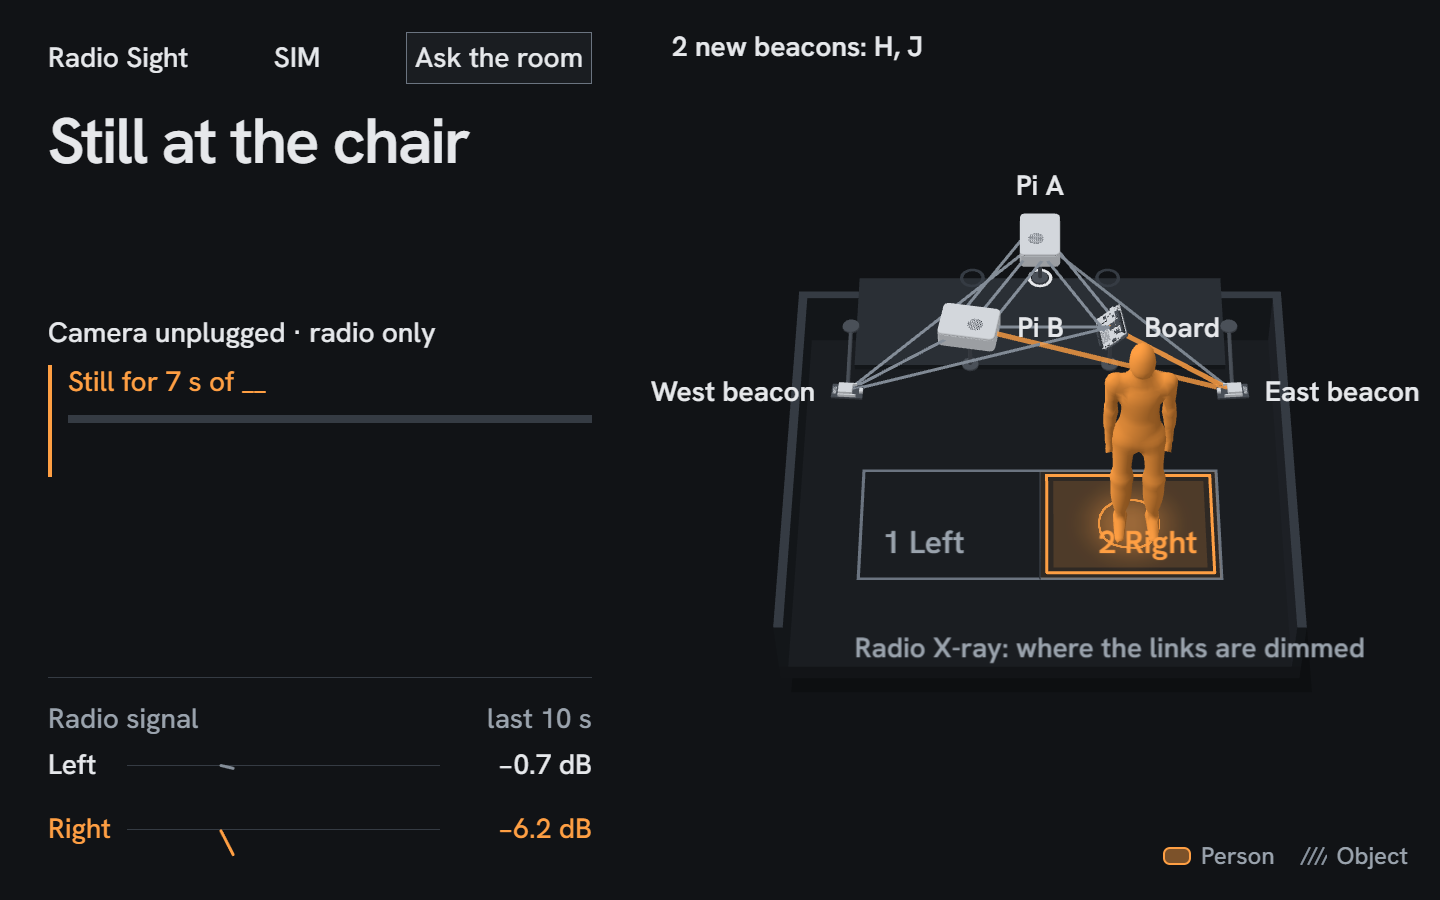 Radio Sight
SIM
Ask the room
2 new beacons: H, J
Still at the chair
Pi A
Camera unplugged · radio only
Pi B
Board
Still for 7 s of __
West beacon
East beacon
1 Left
2 Right
Radio X-ray: where the links are dimmed
Radio signal
last 10 s
Left
−0.7 dB
Right
−6.2 dB
Person
Object